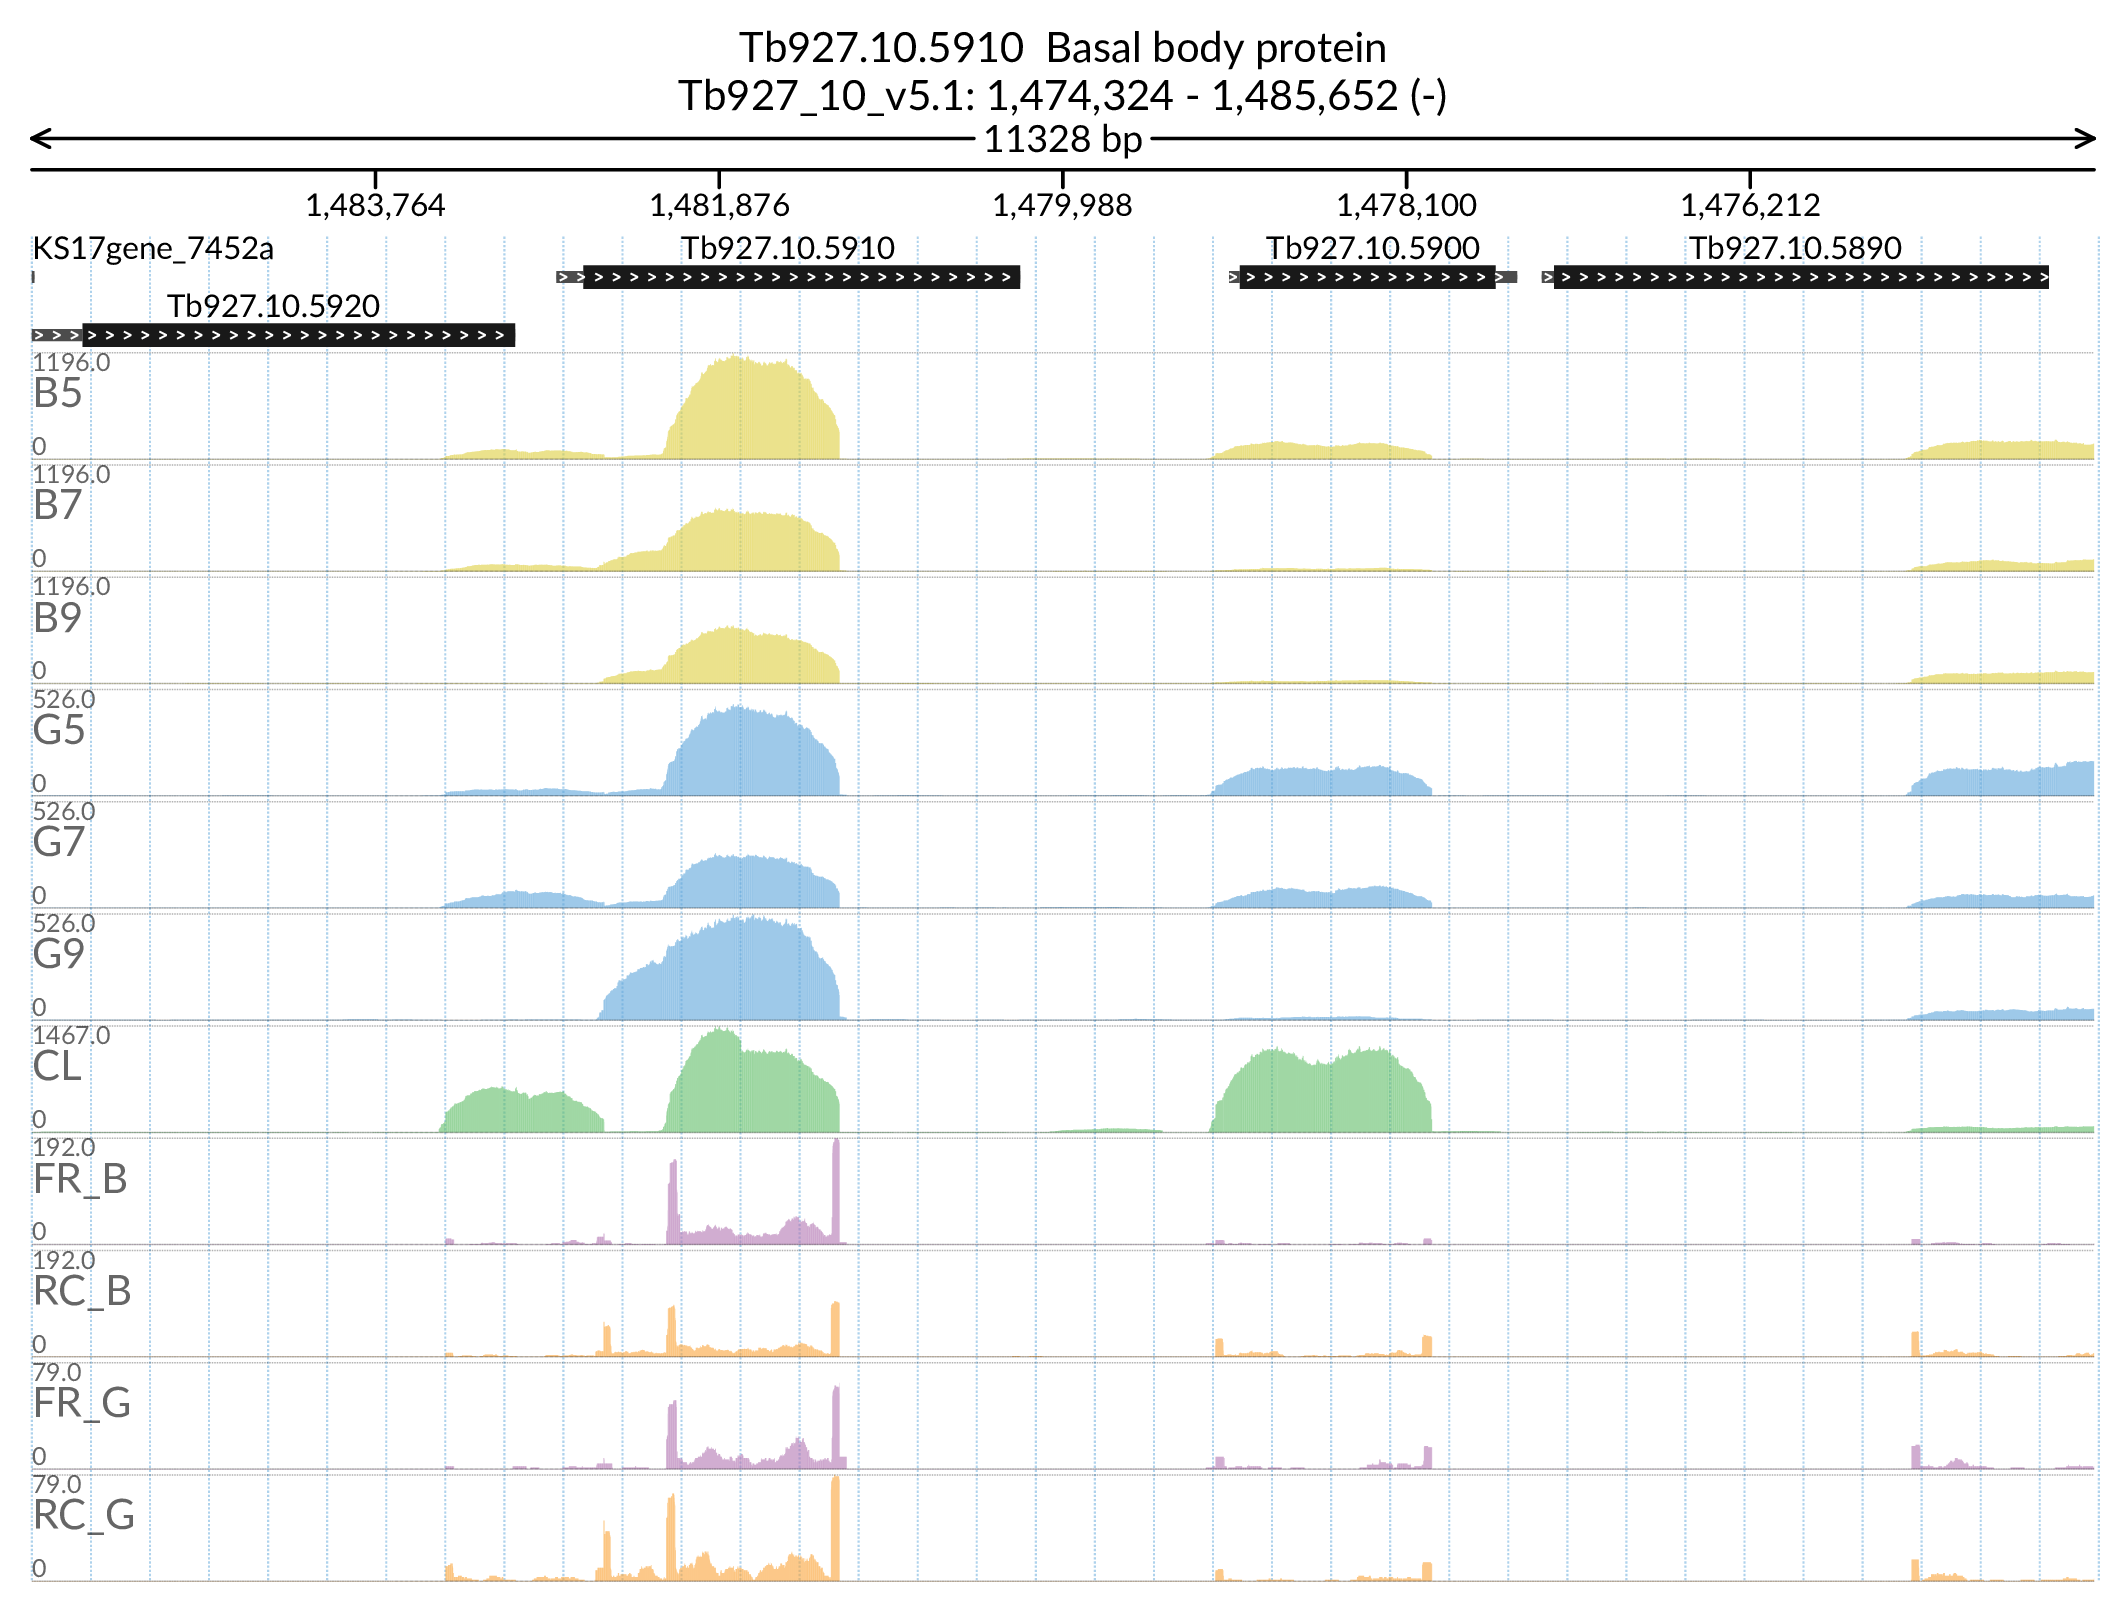 Tb927.10.5910  Basal body protein
Tb927_10_v5.1: 1,474,324 - 1,485,652 (-)
11328 bp
1,483,764 1,481,876 1,479,988 1,478,100 1,476,212
KS17gene_7452a Tb927.10.5910 Tb927.10.5900 Tb927.10.5890
Tb927.10.5920
1196.0
B5
0
1196.0
B7
0
1196.0
B9
0
526.0
G5
0
526.0
G7
0
526.0
G9
0
1467.0
CL
0
192.0
FR_B
0
192.0
RC_B
0
79.0
FR_G
0
79.0
RC_G
0